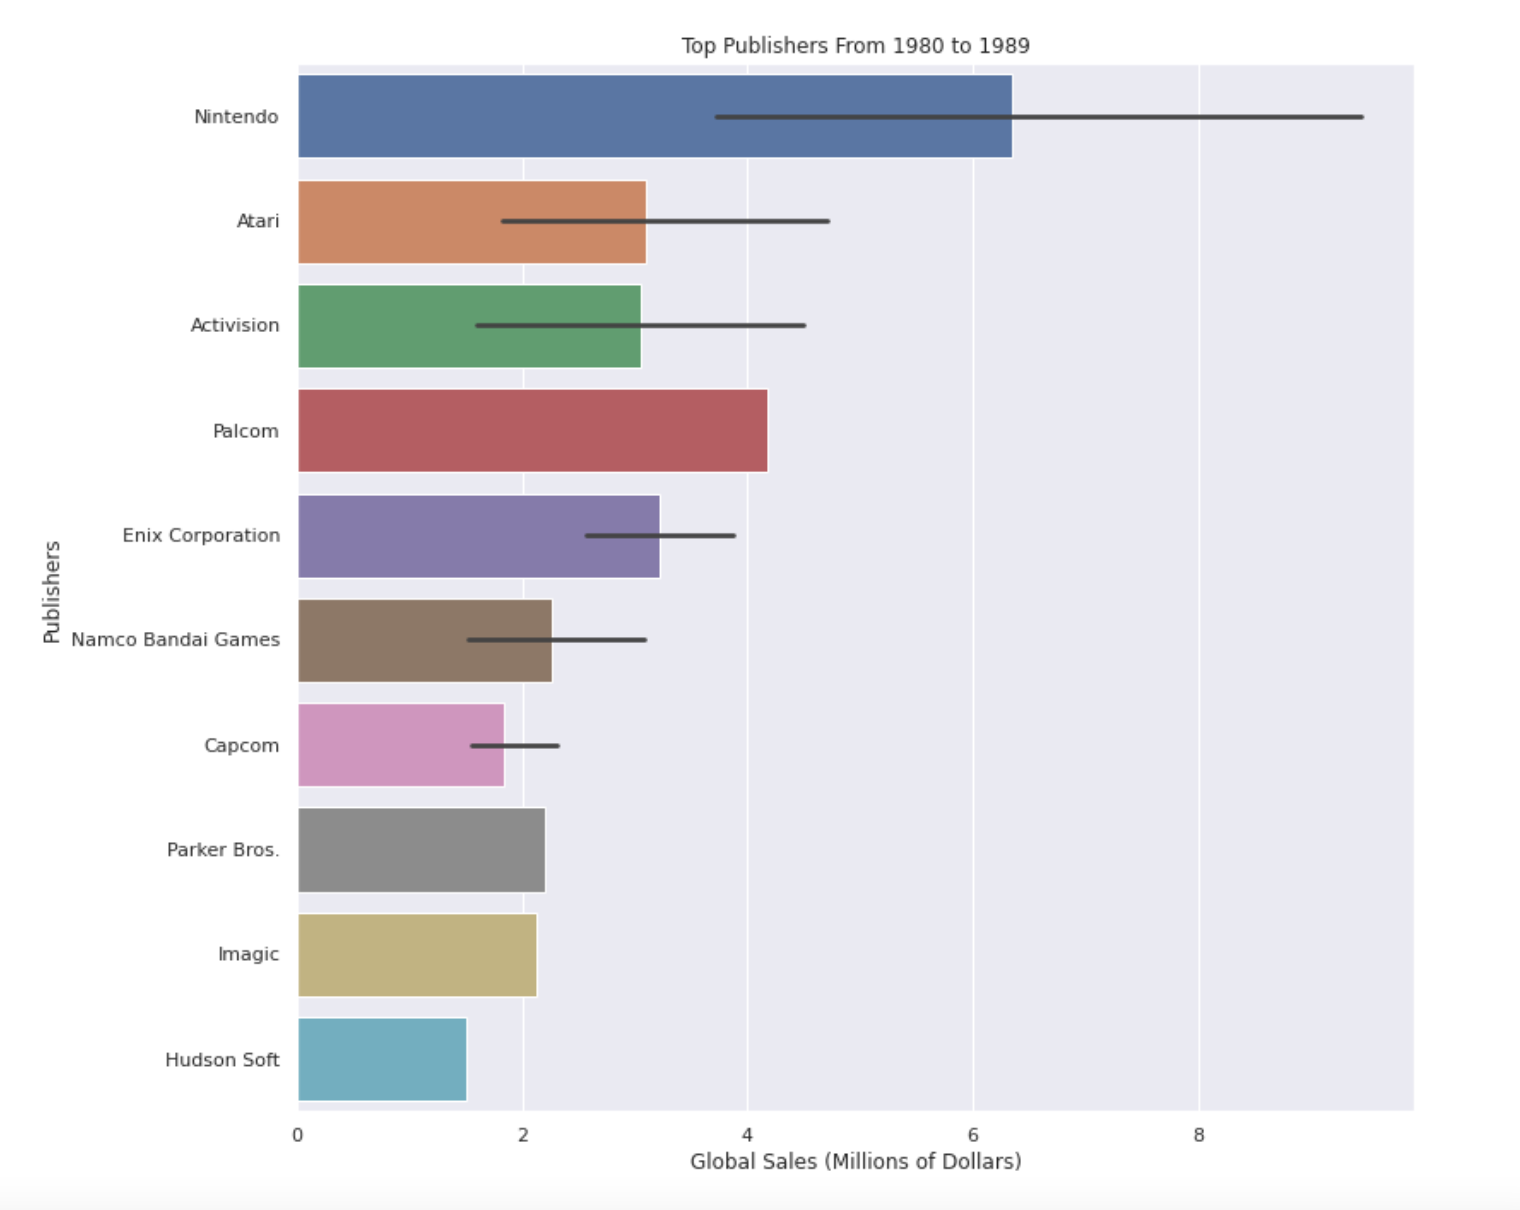 Top Publishers From 1980 to 1989
Nintendo
Atari
Activision
Palcom
Enix Corporation
Publishers
Namco Bandai Games
Capcom
Parker Bros.
Imagic
Hudson Soft
0 2 4 6 8
Global Sales (Millions of Dollars)